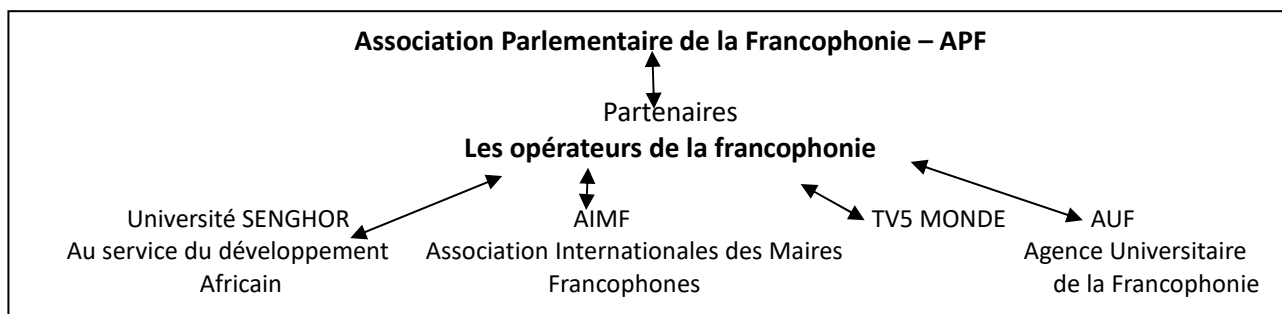 Association Parlementaire de la Francophonie – APF
Partenaires
Les opérateurs de la francophonie
Université SENGHOR
Au service du développement
Africain
AIMF
Association Internationales des Maires
Francophones
TV5 MONDE
AUF
Agence Universitaire
de la Francophonie